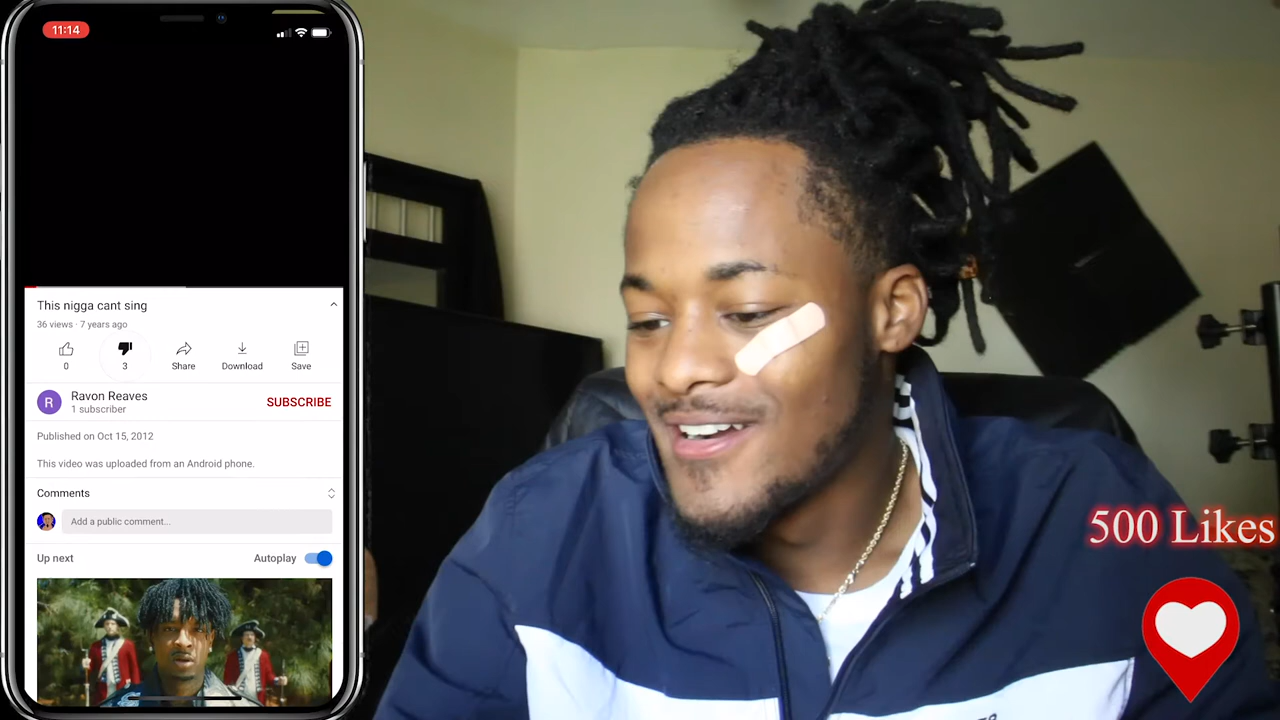 11:14
This nigga cant sing
36 views · 7 years ago
0
3
Share
Download
Save
R
Ravon Reaves
1 subscriber
SUBSCRIBE
Published on Oct 15, 2012
This video was uploaded from an Android phone.
Comments
Add a public comment...
Up next
Autoplay
500 Likes